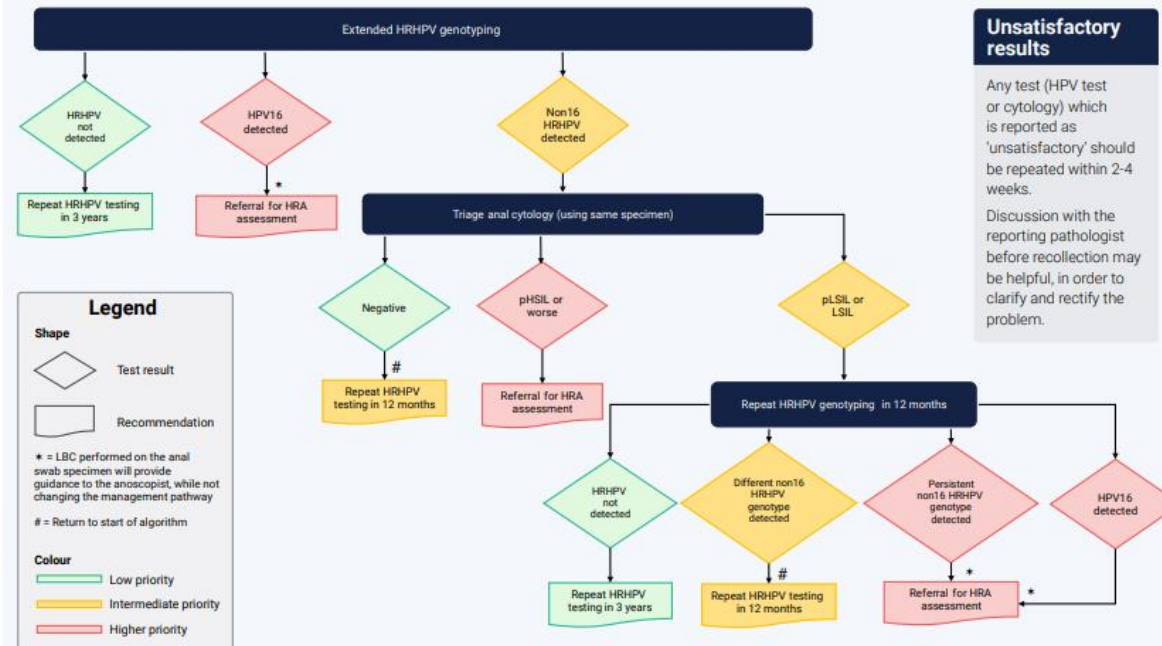 Extended HRHPV genotyping
HRHPV
not
detected
HPV16
detected
Non16
HRHPV
detected
Repeat HRHPV testing
in 3 years
*
Referral for HRA
assessment
Triage anal cytology (using same specimen)
Negative
pHSIL or
worse
pLSIL or
LSIL
#
Repeat HRHPV
testing in 12 months
Referral for HRA
assessment
Repeat HRHPV genotyping in 12 months
HRHPV
not
detected
Different non16
HRHPV
genotype
detected
Persistent
non16 HRHPV
genotype
detected
HPV16
detected
Repeat HRHPV
testing in 3 years
#
Repeat HRHPV testing
in 12 months
*
Referral for HRA
assessment
*
Unsatisfactory
results
Any test (HPV test
or cytology) which
is reported as
'unsatisfactory' should
be repeated within 2-4
weeks.
Discussion with the
reporting pathologist
before recollection may
be helpful, in order to
clarify and rectify the
problem.
Legend
Shape
Test result
Recommendation
* = LBC performed on the anal
swab specimen will provide
guidance to the anoscopist, while not
changing the management pathway
# = Return to start of algorithm
Colour
Low priority
Intermediate priority
Higher priority